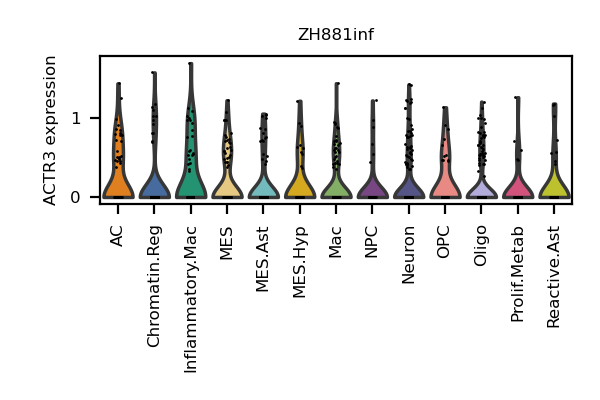 ZH881inf
ACTR3 expression
1
0
AC
Chromatin.Reg
Inflammatory.Mac
MES
MES.Ast
MES.Hyp
Mac
NPC
Neuron
OPC
Oligo
Prolif.Metab
Reactive.Ast